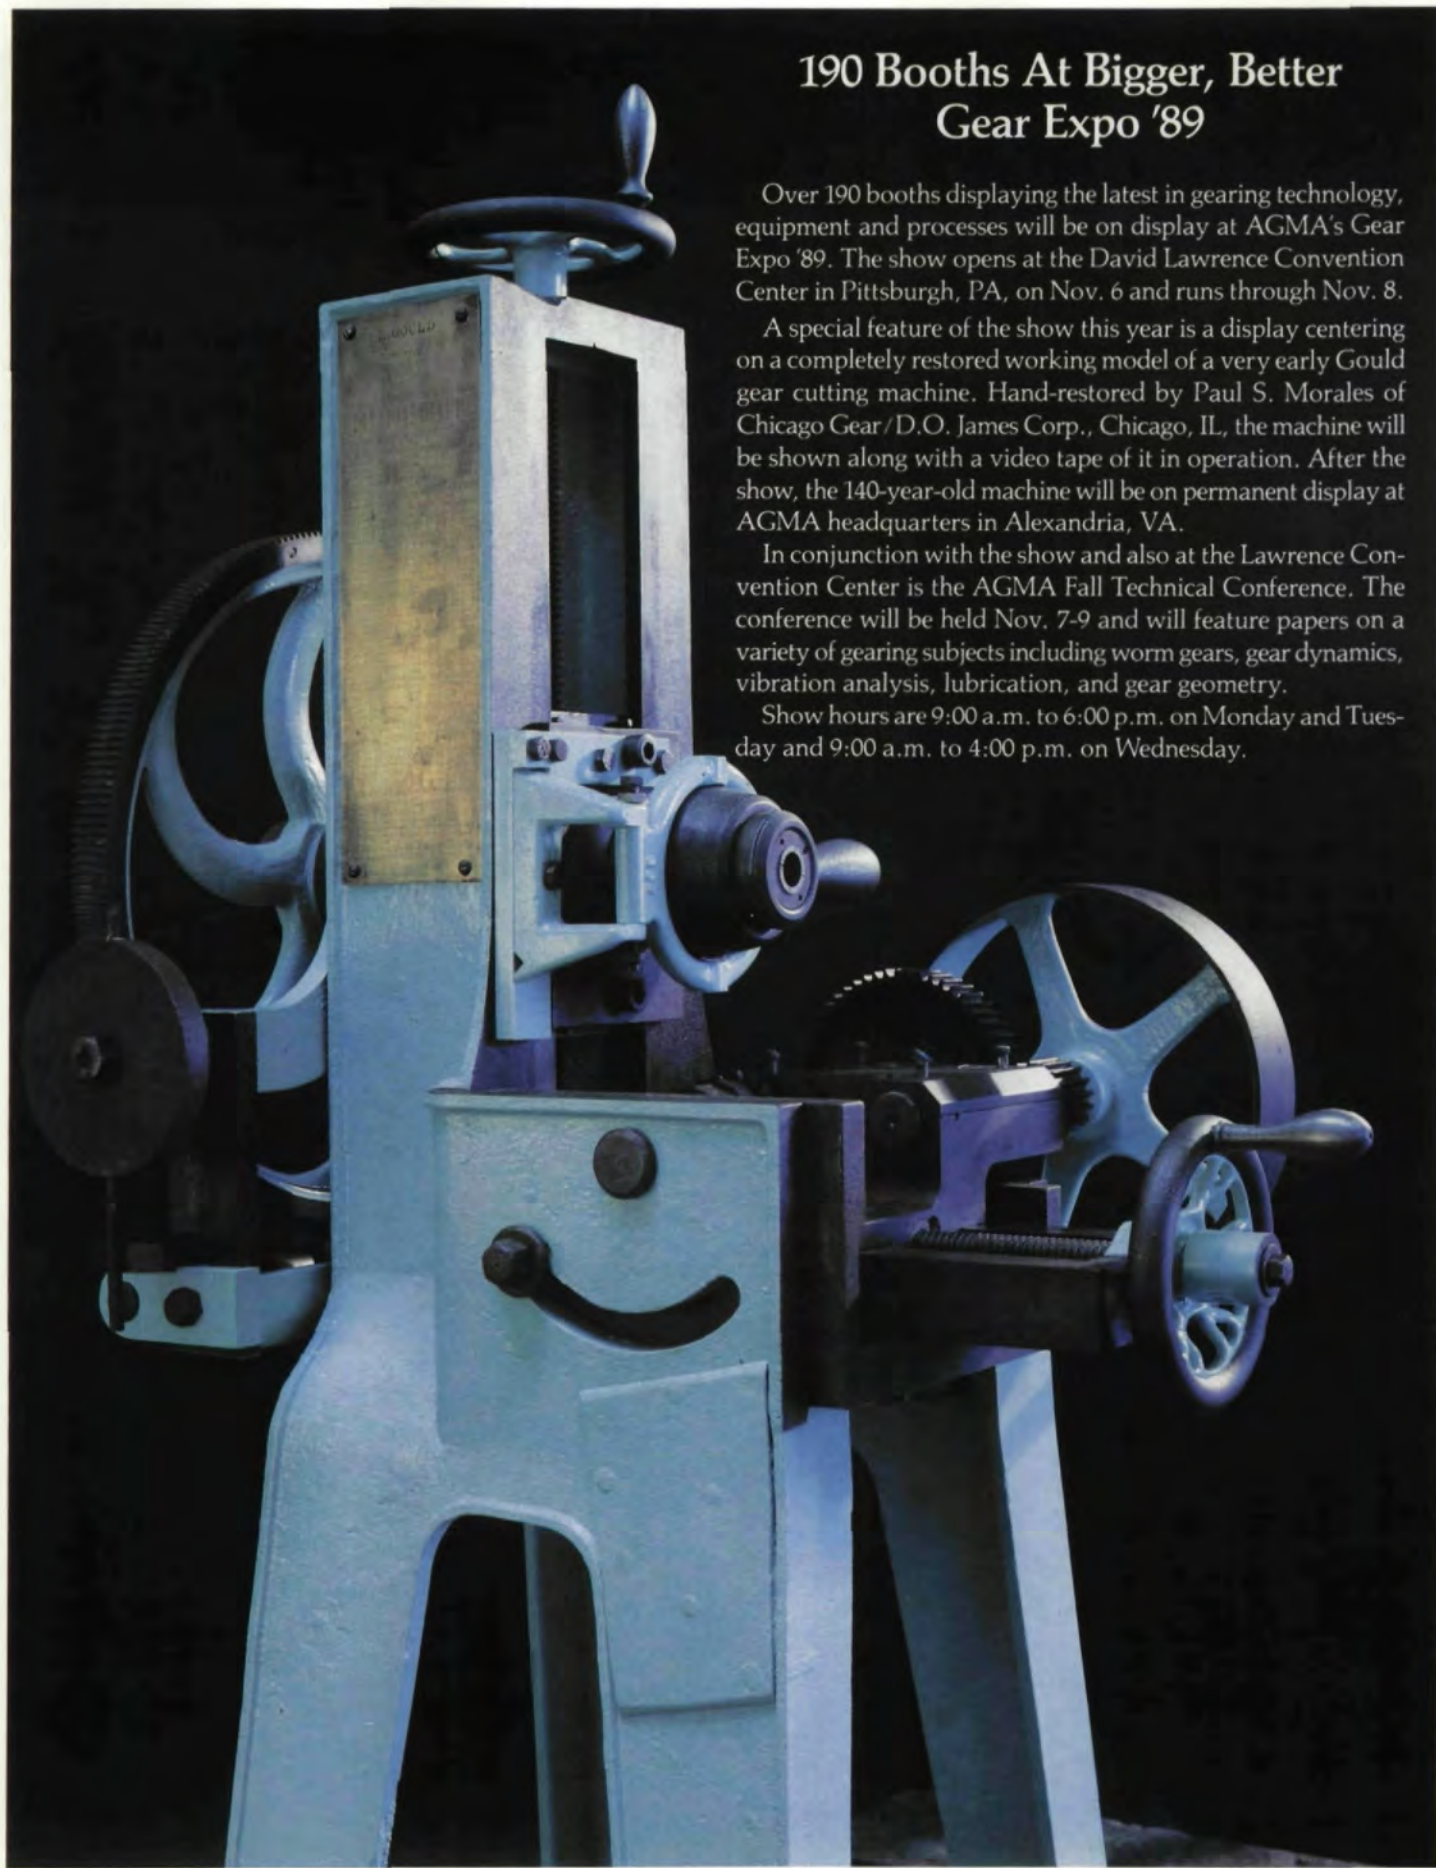 190 Booths At Bigger, Better
Gear Expo '89
Over 190 booths displaying the latest in gearing technology,
equipment and processes will be on display at AGMA's Gear
Expo '89. The show opens at the David Lawrence Convention
Center in Pittsburgh, PA, on Nov. 6 and runs through Nov. 8.
A special feature of the show this year is a display centering
on a completely restored working model of a very early Gould
gear cutting machine. Hand-restored by Paul S. Morales of
Chicago Gear/D.O. James Corp., Chicago, IL, the machine will
be shown along with a video tape of it in operation. After the
show, the 140-year-old machine will be on permanent display at
AGMA headquarters in Alexandria, VA.
In conjunction with the show and also at the Lawrence Con-
vention Center is the AGMA Fall Technical Conference. The
conference will be held Nov. 7-9 and will feature papers on a
variety of gearing subjects including worm gears, gear dynamics,
vibration analysis, lubrication, and gear geometry.
Show hours are 9:00 a.m. to 6:00 p.m. on Monday and Tues-
day and 9:00 a.m. to 4:00 p.m. on Wednesday.
GOULD